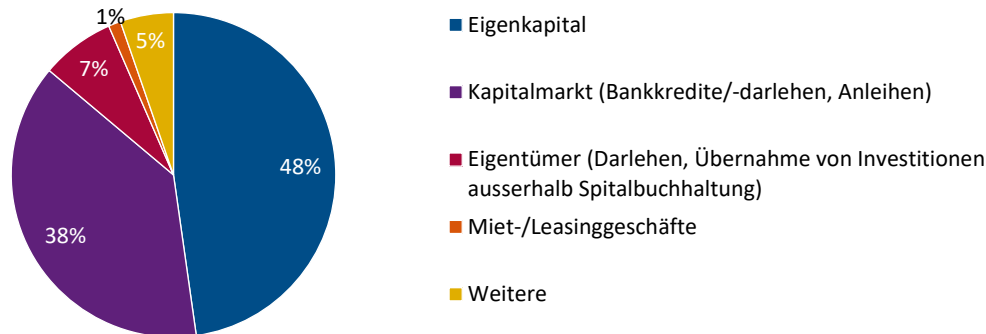 1%
5%
7%
48%
38%
Eigenkapital
Kapitalmarkt (Bankkredite/-darlehen, Anleihen)
Eigentümer (Darlehen, Übernahme von Investitionen
ausserhalb Spitalbuchhaltung)
Miet-/Leasinggeschäfte
Weitere